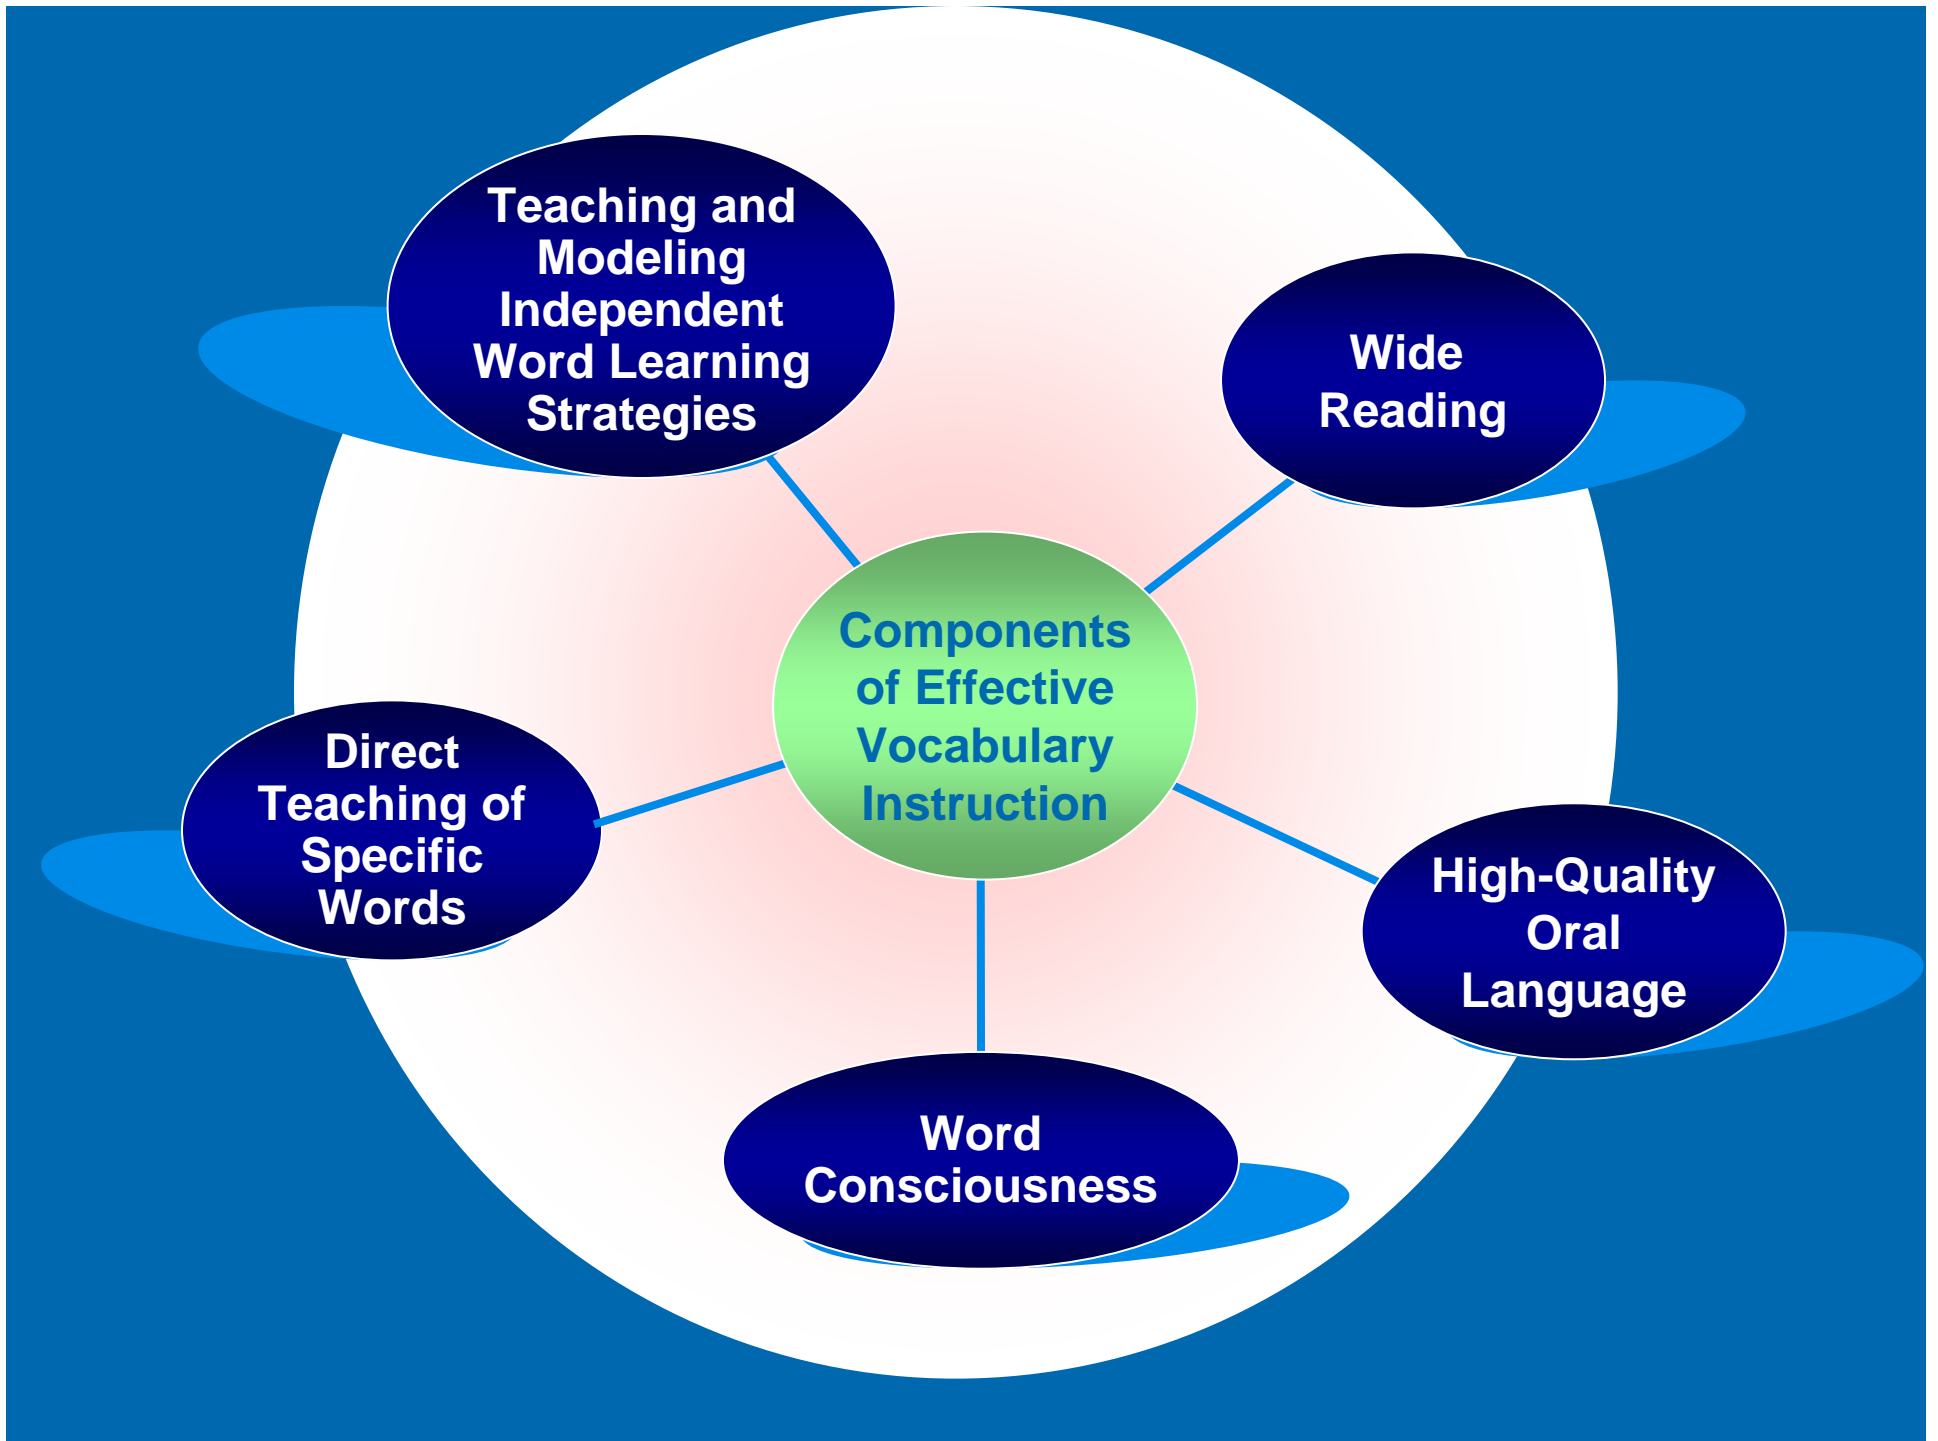 Teaching and
Modeling
Independent
Word Learning
Strategies
Wide
Reading
Components
of Effective
Vocabulary
Instruction
Direct
Teaching of
Specific
Words
High-Quality
Oral
Language
Word
Consciousness